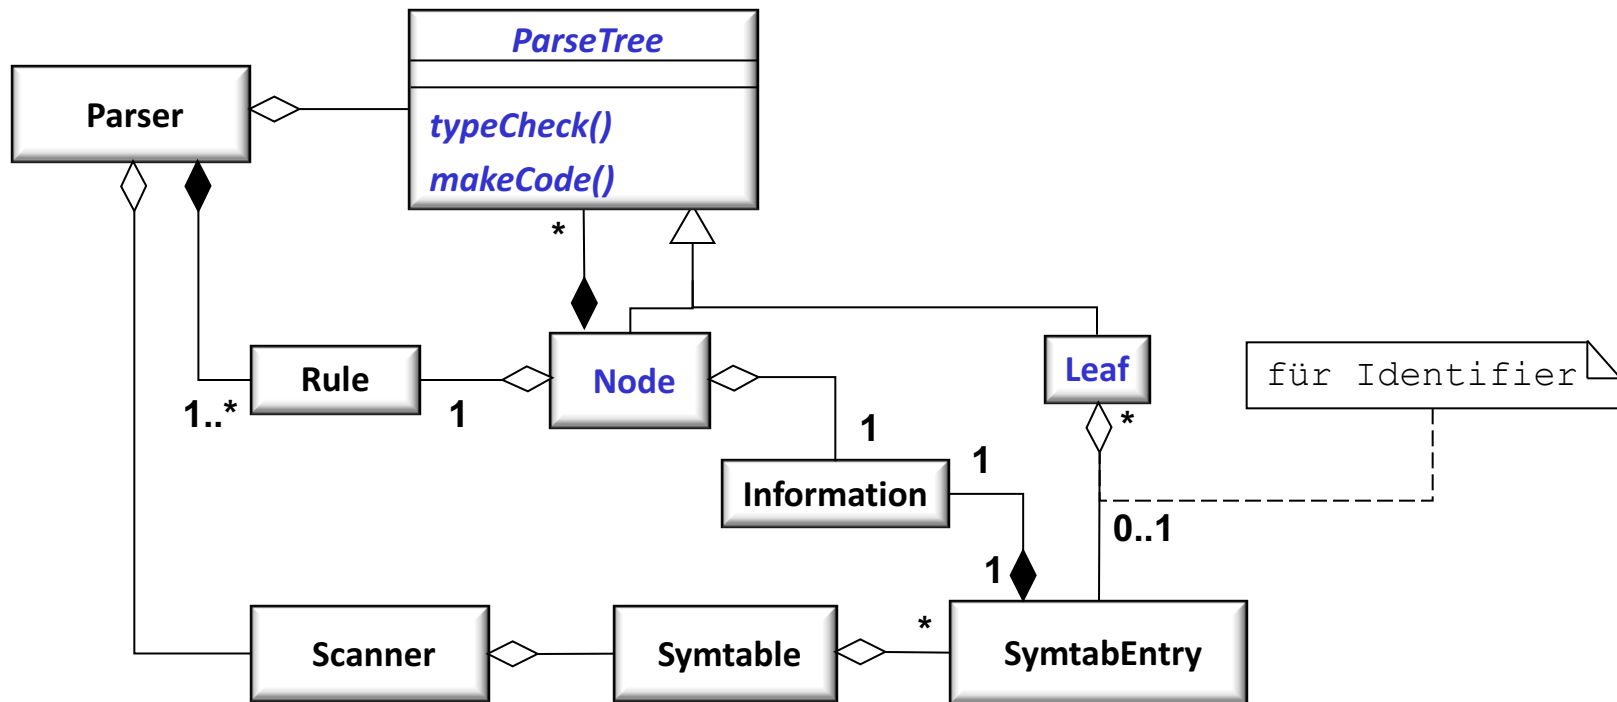 ParseTree
Parser
typeCheck()
makeCode()
*
Rule
Node
Leaf
für Identifier
1..*
1
1
*
1
Information
0..1
1
Scanner
Symtable
*
SymtabEntry